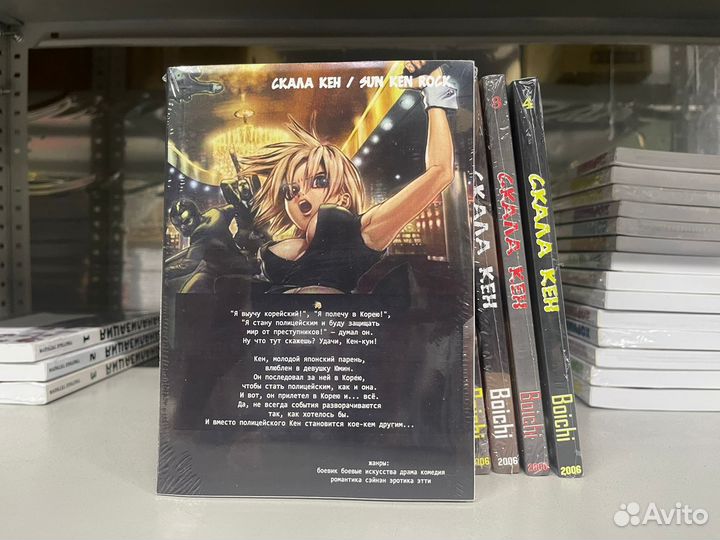 СКАЛА КЕН / SUN KEN ROCK
"Я выучу корейский!", "Я полечу в Корею!",
"Я стану полицейским и буду защищать
мир от преступников!" — думал он.
Ну что тут скажешь? Удачи, Кен-кун!
Кен, молодой японский парень,
влюблен в девушку Юмин.
Он последовал за ней в Корею,
чтобы стать полицейским, как и она.
И вот, он прилетел в Корею и... всё.
Да, не всегда события разворачиваются
так, как хотелось бы.
И вместо полицейского Кен становится кое-кем другим...
жанры:
боевик боевые искусства драма комедия
романтика сэйнэн эротика этти
СКАЛА КЕН
Boichi
2006
3
СКАЛА КЕН
Boichi
2006
4
СКАЛА КЕН
Boichi
2006
1
2
3
Avito